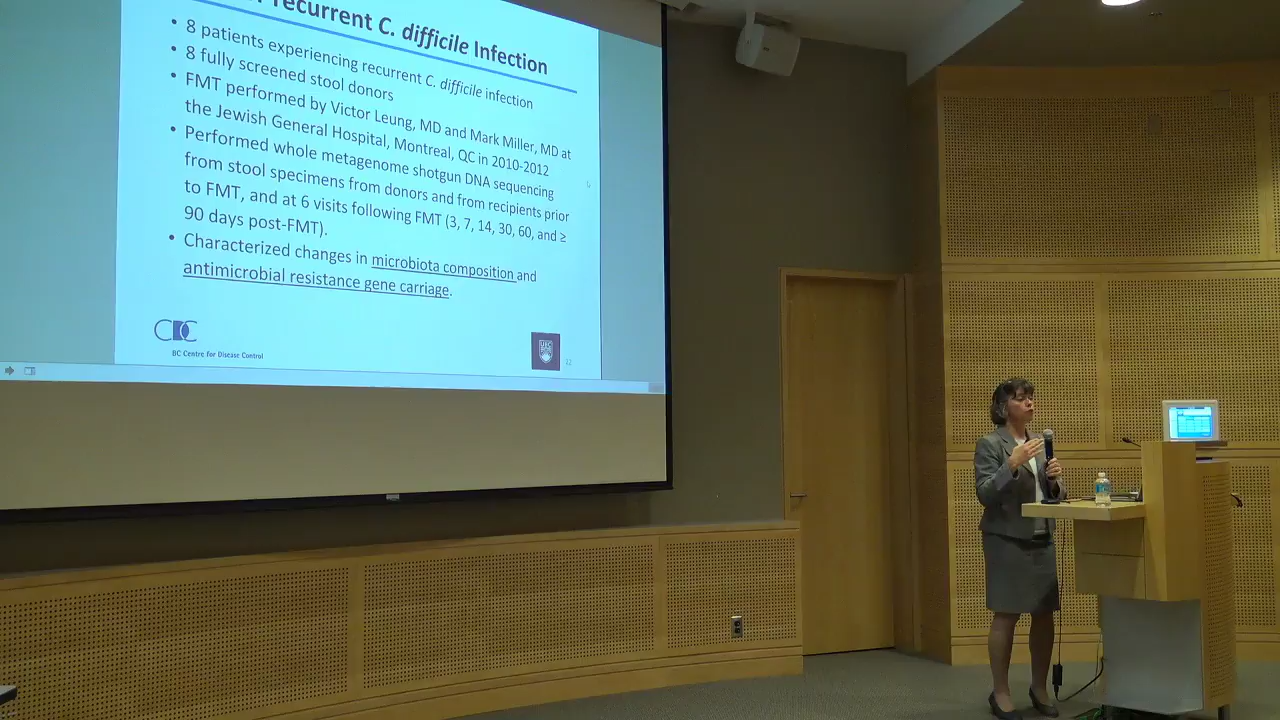 recurrent C. difficile Infection
• 8 patients experiencing recurrent C. difficile infection
• 8 fully screened stool donors
• FMT performed by Victor Leung, MD and Mark Miller, MD at
the Jewish General Hospital, Montreal, QC in 2010-2012
• Performed whole metagenome shotgun DNA sequencing
from stool specimens from donors and from recipients prior
to FMT, and at 6 visits following FMT (3, 7, 14, 30, 60, and ≥
90 days post-FMT).
• Characterized changes in microbiota composition and
antimicrobial resistance gene carriage.
CDC
BC Centre for Disease Control
UBC